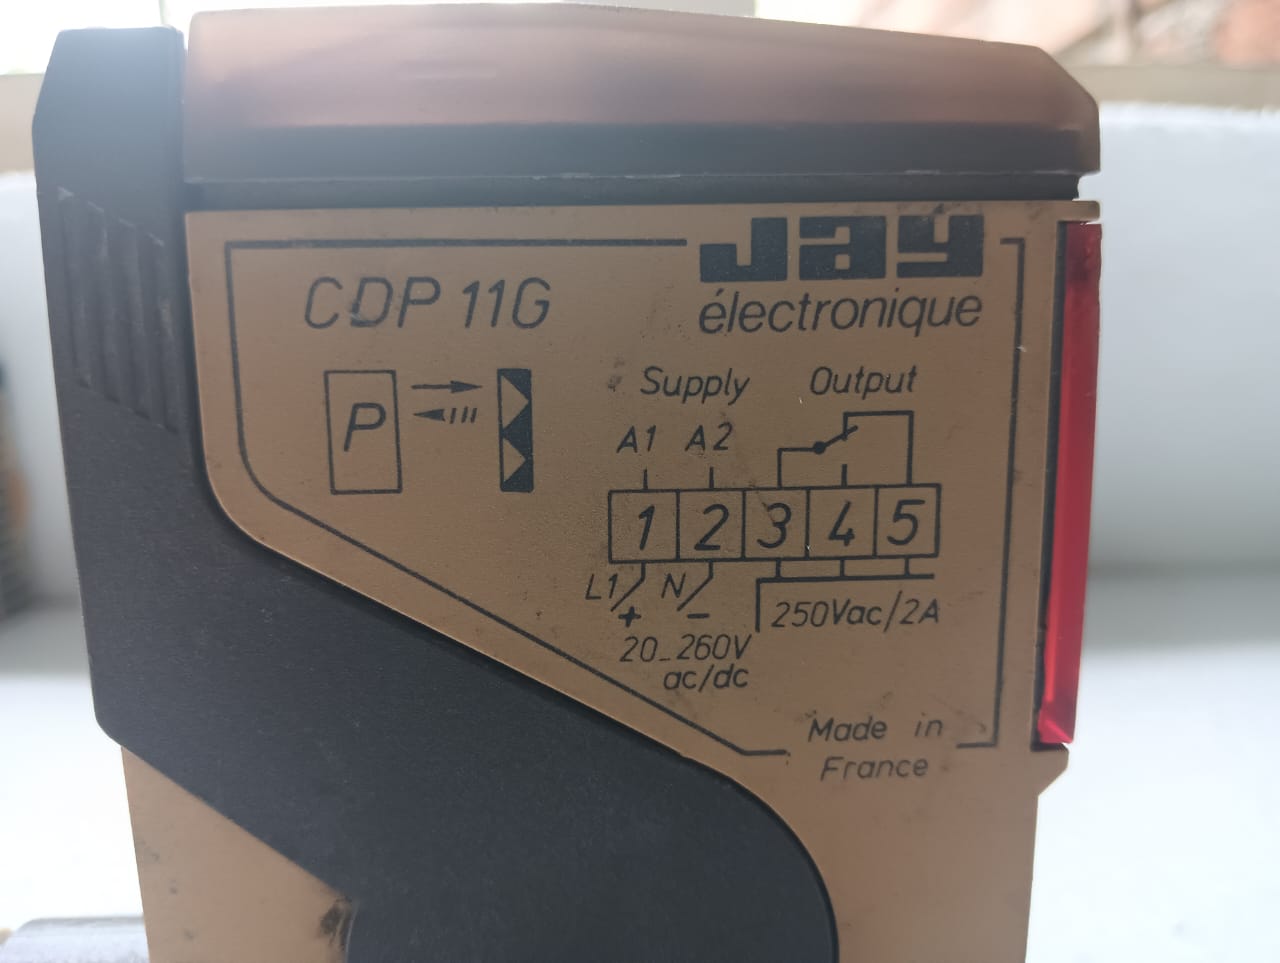 jay
électronique
CDP 11G
P
Supply Output
A1 A2
1 2 3 4 5
L1/+ N/- 250Vac/2A
20_260V
ac/dc
Made in
France